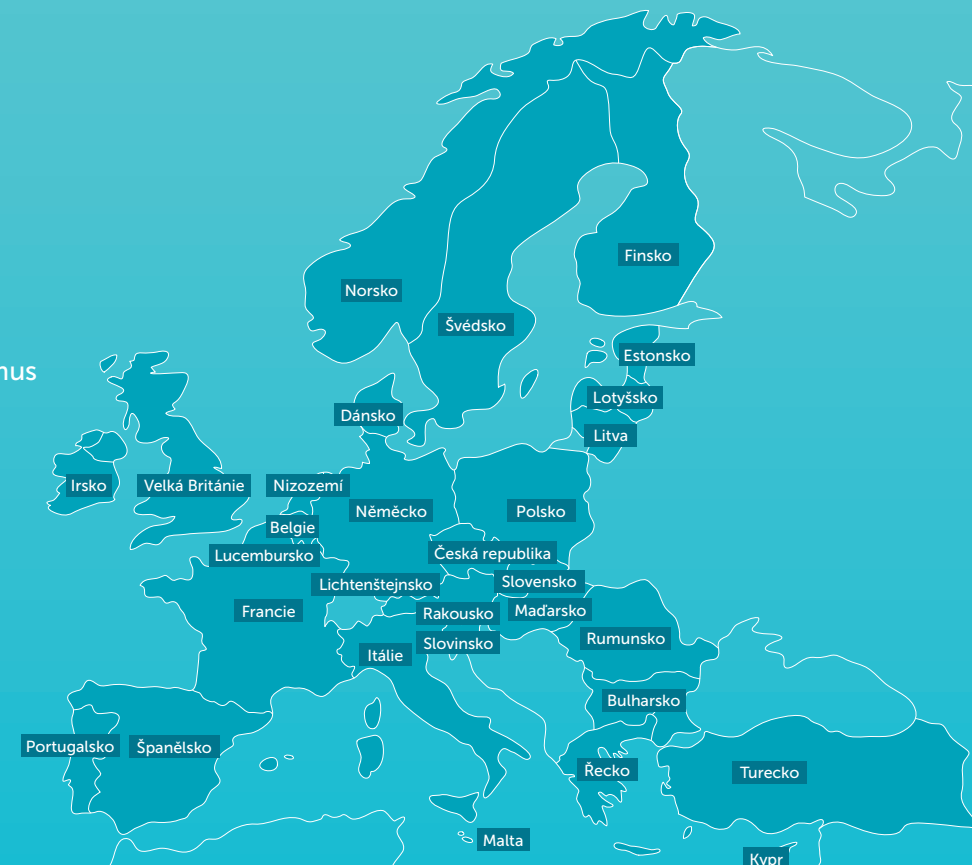 Finsko
Norsko
Švédsko
Estonsko
nus
Lotyšsko
Dánsko
Litva
Irsko
Velká Británie
Nizozemí
Německo
Polsko
Belgie
Lucembursko
Česká republika
Lichtenštejnsko
Slovensko
Francie
Rakousko
Maďarsko
Slovinsko
Rumunsko
Itálie
Bulharsko
Portugalsko
Španělsko
Řecko
Turecko
Malta
Kypr